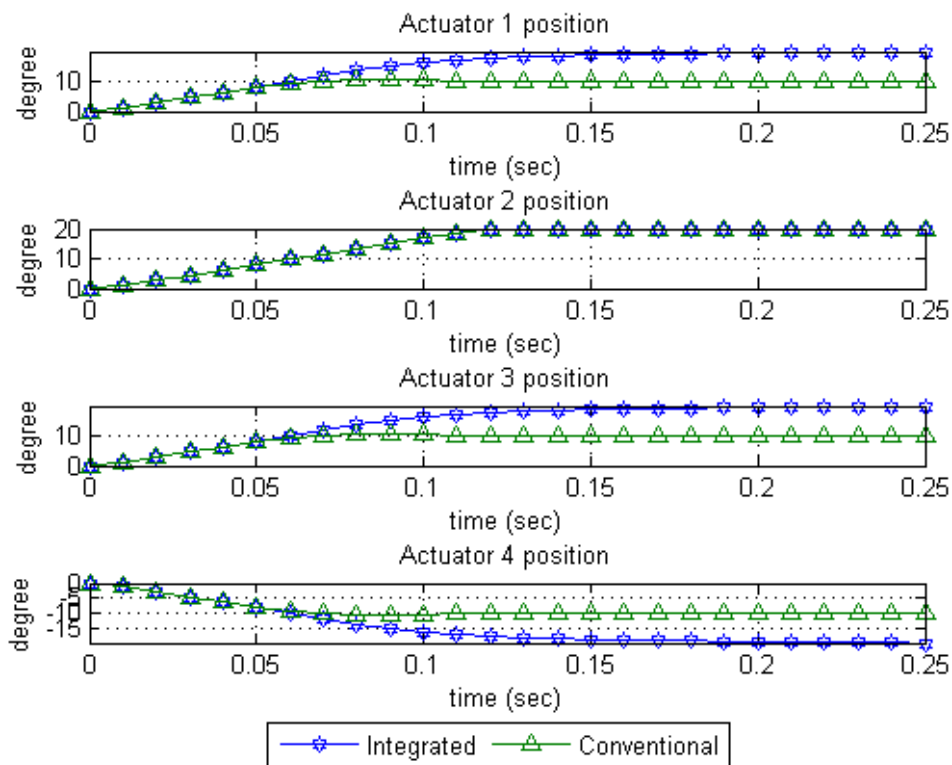 Actuator 1 position
degree
10
0
0 0.05 0.1 0.15 0.2 0.25
time (sec)
Actuator 2 position
degree
20
10
0
0 0.05 0.1 0.15 0.2 0.25
time (sec)
Actuator 3 position
degree
10
0
0 0.05 0.1 0.15 0.2 0.25
time (sec)
Actuator 4 position
degree
0
-5
-10
-15
0 0.05 0.1 0.15 0.2 0.25
time (sec)
Integrated Conventional